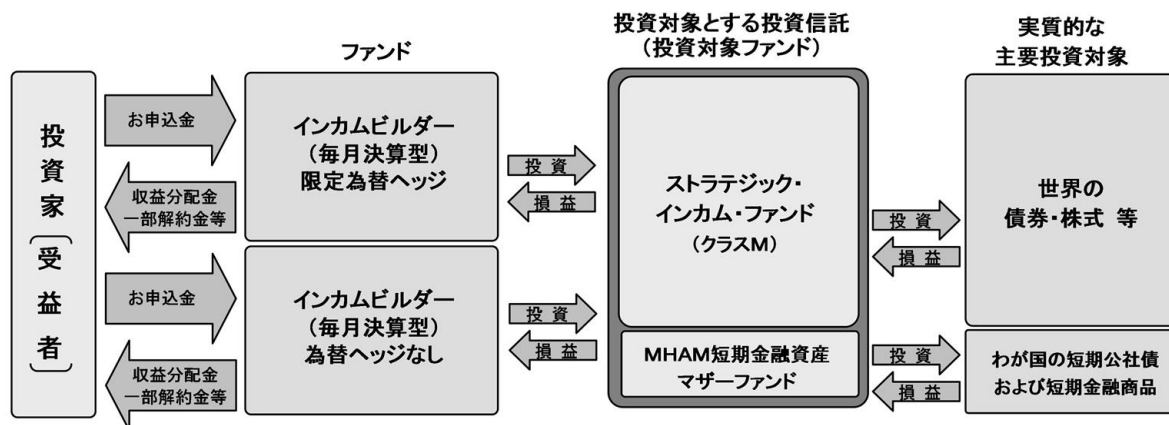 ファンド
投資対象とする投資信託
（投資対象ファンド）
実質的な
主要投資対象
投資家〔受益者〕
お申込金
収益分配金
一部解約金等
お申込金
収益分配金
一部解約金等
インカムビルダー
（毎月決算型）
限定為替ヘッジ
インカムビルダー
（毎月決算型）
為替ヘッジなし
投資
損益
投資
損益
ストラテジック・
インカム・ファンド
（クラスM）
MHAM短期金融資産
マザーファンド
投資
損益
投資
損益
世界の
債券・株式 等
わが国の短期公社債
および短期金融商品